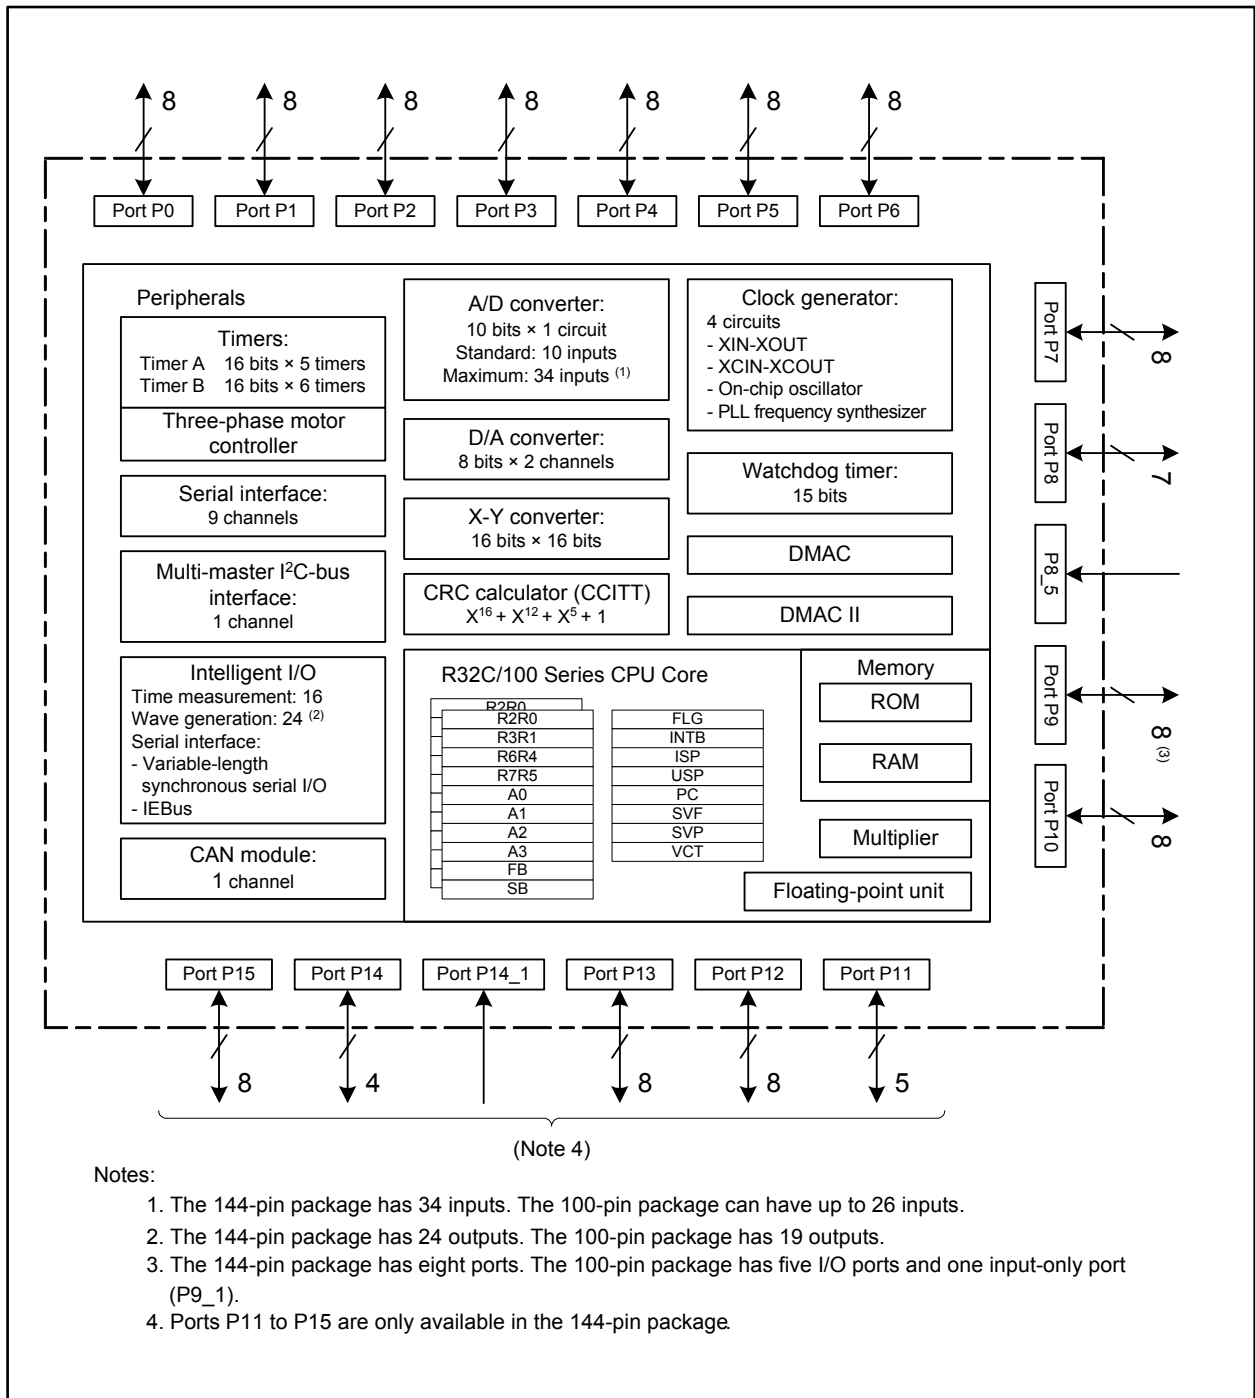 8 8 8 8 8 8 8
Port P0 Port P1 Port P2 Port P3 Port P4 Port P5 Port P6
Peripherals
Timers:
Timer A 16 bits × 5 timers
Timer B 16 bits × 6 timers
Three-phase motor
controller
Serial interface:
9 channels
Multi-master I²C-bus
interface:
1 channel
Intelligent I/O
Time measurement: 16
Wave generation: 24 (2)
Serial interface:
- Variable-length
synchronous serial I/O
- IEBus
CAN module:
1 channel
A/D converter:
10 bits × 1 circuit
Standard: 10 inputs
Maximum: 34 inputs (1)
D/A converter:
8 bits × 2 channels
X-Y converter:
16 bits × 16 bits
CRC calculator (CCITT)
X¹⁶ + X¹² + X⁵ + 1
Clock generator:
4 circuits
- XIN-XOUT
- XCIN-XCOUT
- On-chip oscillator
- PLL frequency synthesizer
Watchdog timer:
15 bits
DMAC
DMAC II
R32C/100 Series CPU Core
R2R0
R2R0
R3R1
R6R4
R7R5
A0
A1
A2
A3
FB
SB
FLG
INTB
ISP
USP
PC
SVF
SVP
VCT
Memory
ROM
RAM
Multiplier
Floating-point unit
Port P7
8
Port P8
7
P8_5
Port P9
8 (3)
Port P10
8
Port P15 Port P14 Port P14_1 Port P13 Port P12 Port P11
8 4 8 8 5
(Note 4)
Notes:
1. The 144-pin package has 34 inputs. The 100-pin package can have up to 26 inputs.
2. The 144-pin package has 24 outputs. The 100-pin package has 19 outputs.
3. The 144-pin package has eight ports. The 100-pin package has five I/O ports and one input-only port
(P9_1).
4. Ports P11 to P15 are only available in the 144-pin package.